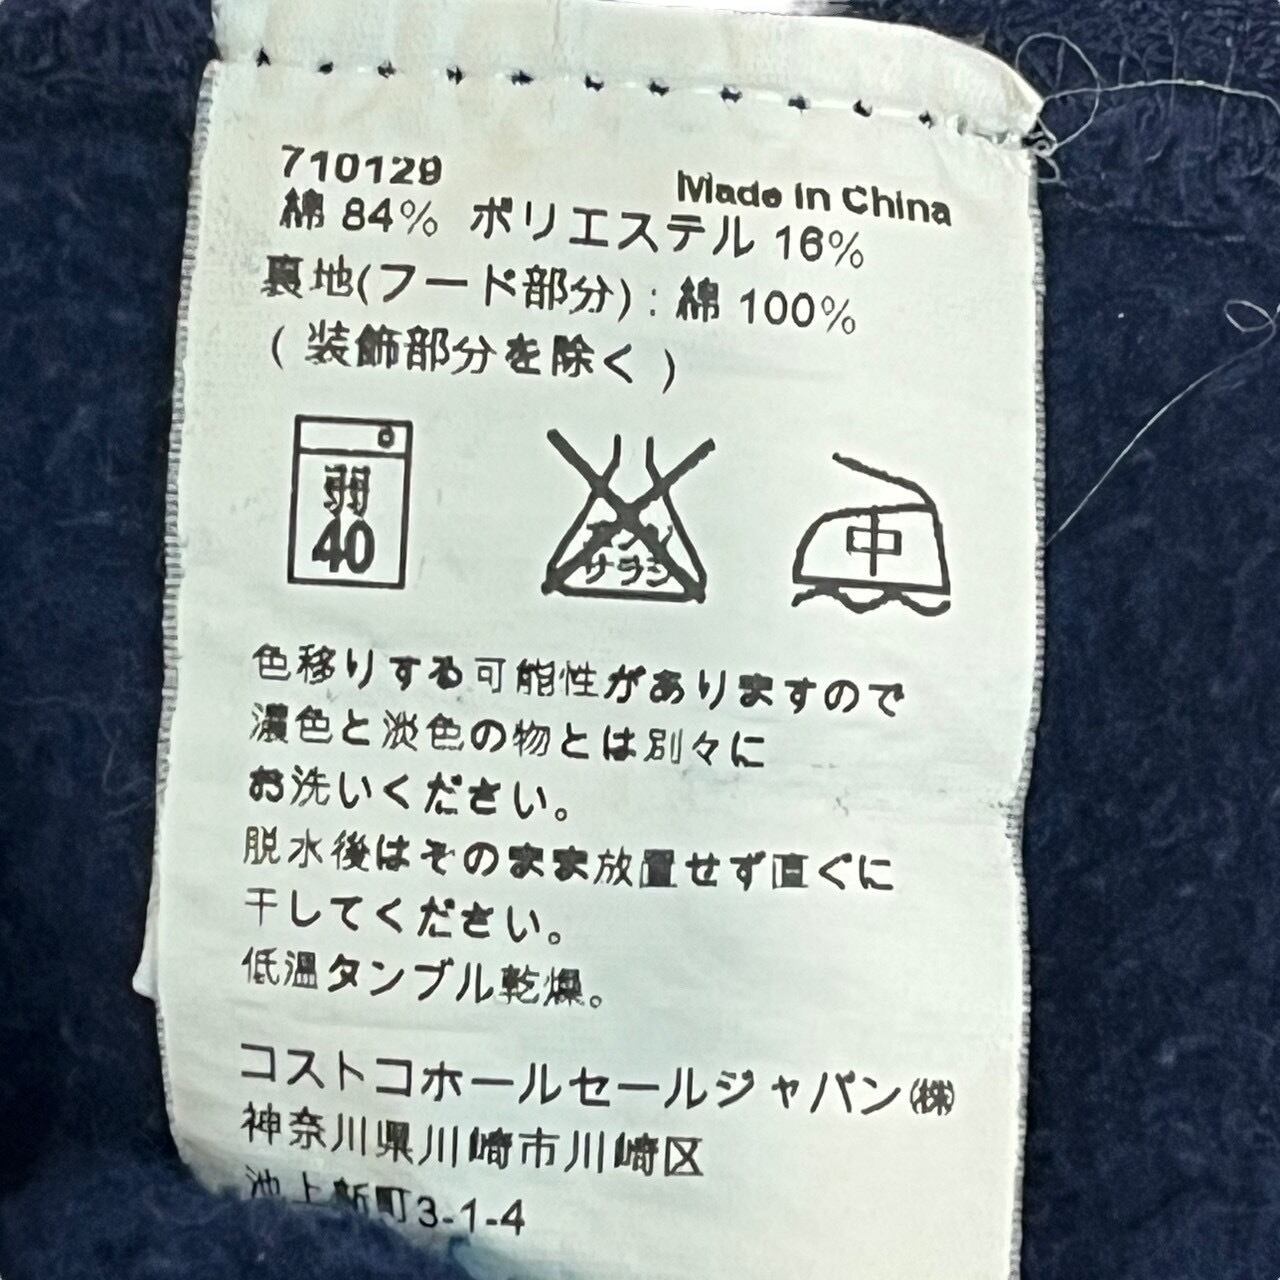 710129
Made in China
綿 84% ポリエステル 16%
裏地(フード部分) : 綿 100%
( 装飾部分を除く )
弱
40
サラシ
中
色移りする可能性がありますので
濃色と淡色の物とは別々に
お洗いください。
脱水後はそのまま放置せず直ぐに
干してください。
低温タンブル乾燥。
コストコホールセールジャパン㈱
神奈川県川崎市川崎区
池上新町3-1-4